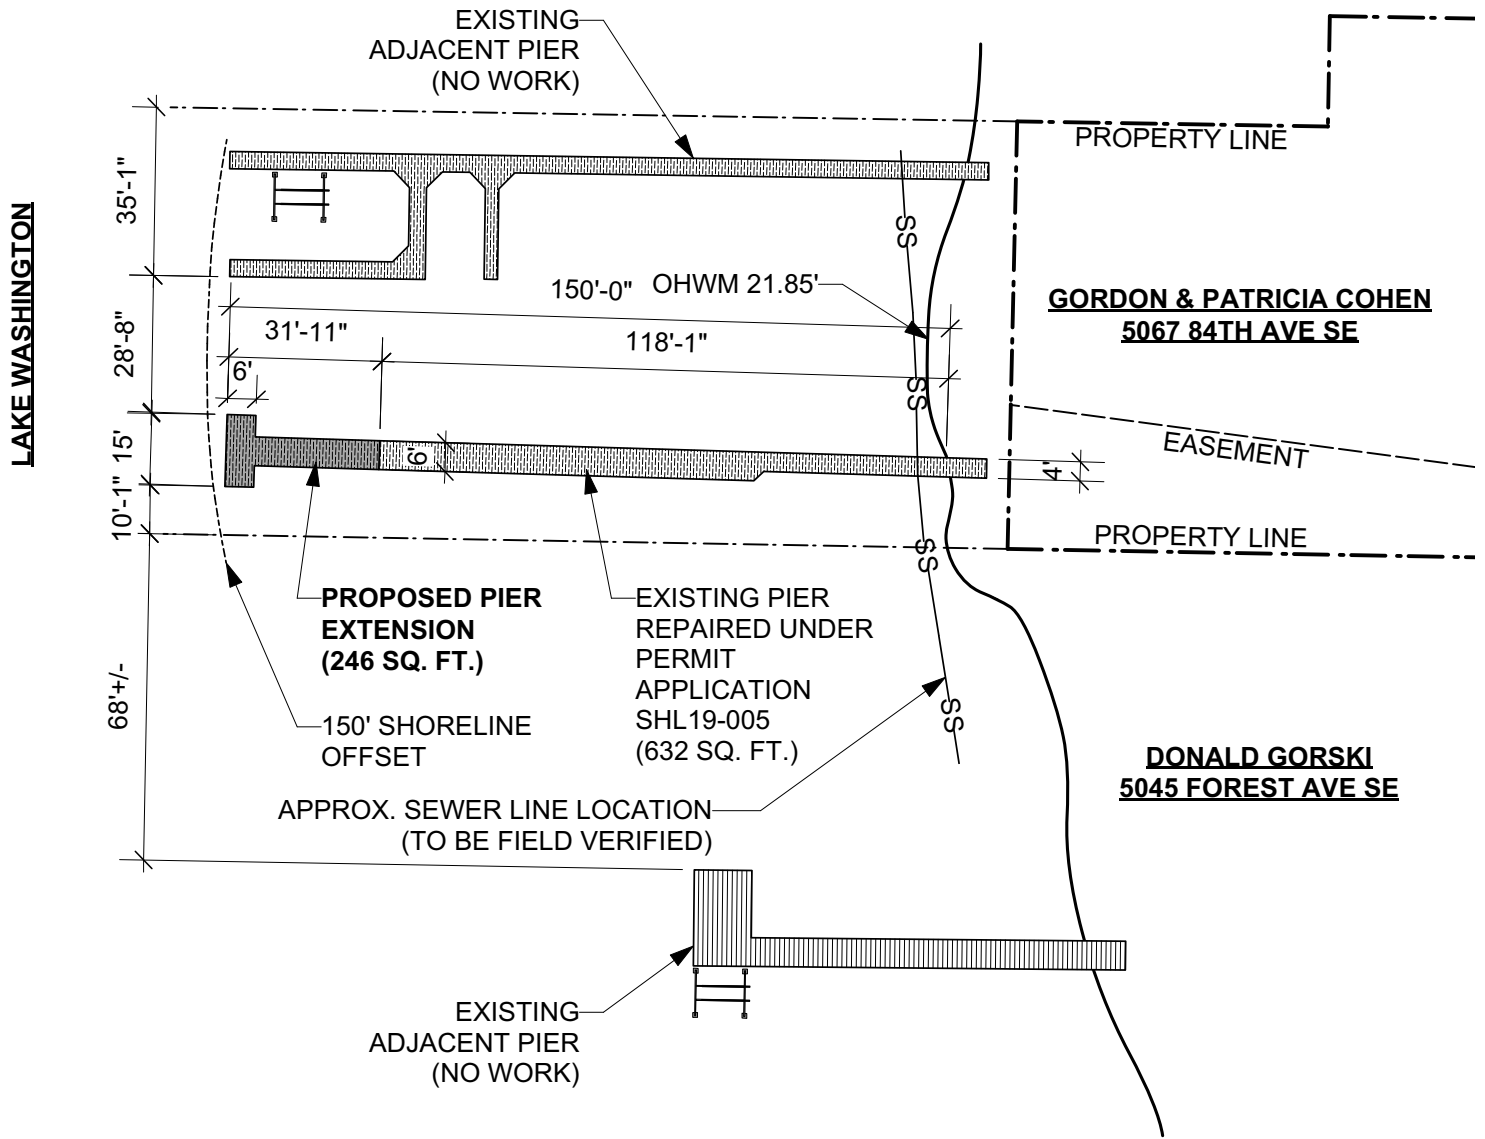 EXISTING
ADJACENT PIER
(NO WORK)
PROPERTY LINE
35'-1"
LAKE WASHINGTON
SS
150'-0"
OHWM 21.85'
GORDON & PATRICIA COHEN
5067 84TH AVE SE
31'-11"
118'-1"
28'-8"
6'
SS
EASEMENT
15'
6'
4'
10'-1"
PROPERTY LINE
SS
PROPOSED PIER
EXTENSION
(246 SQ. FT.)
EXISTING PIER
REPAIRED UNDER
PERMIT
APPLICATION
SHL19-005
(632 SQ. FT.)
68'+/-
150' SHORELINE
OFFSET
SS
DONALD GORSKI
5045 FOREST AVE SE
APPROX. SEWER LINE LOCATION
(TO BE FIELD VERIFIED)
EXISTING
ADJACENT PIER
(NO WORK)